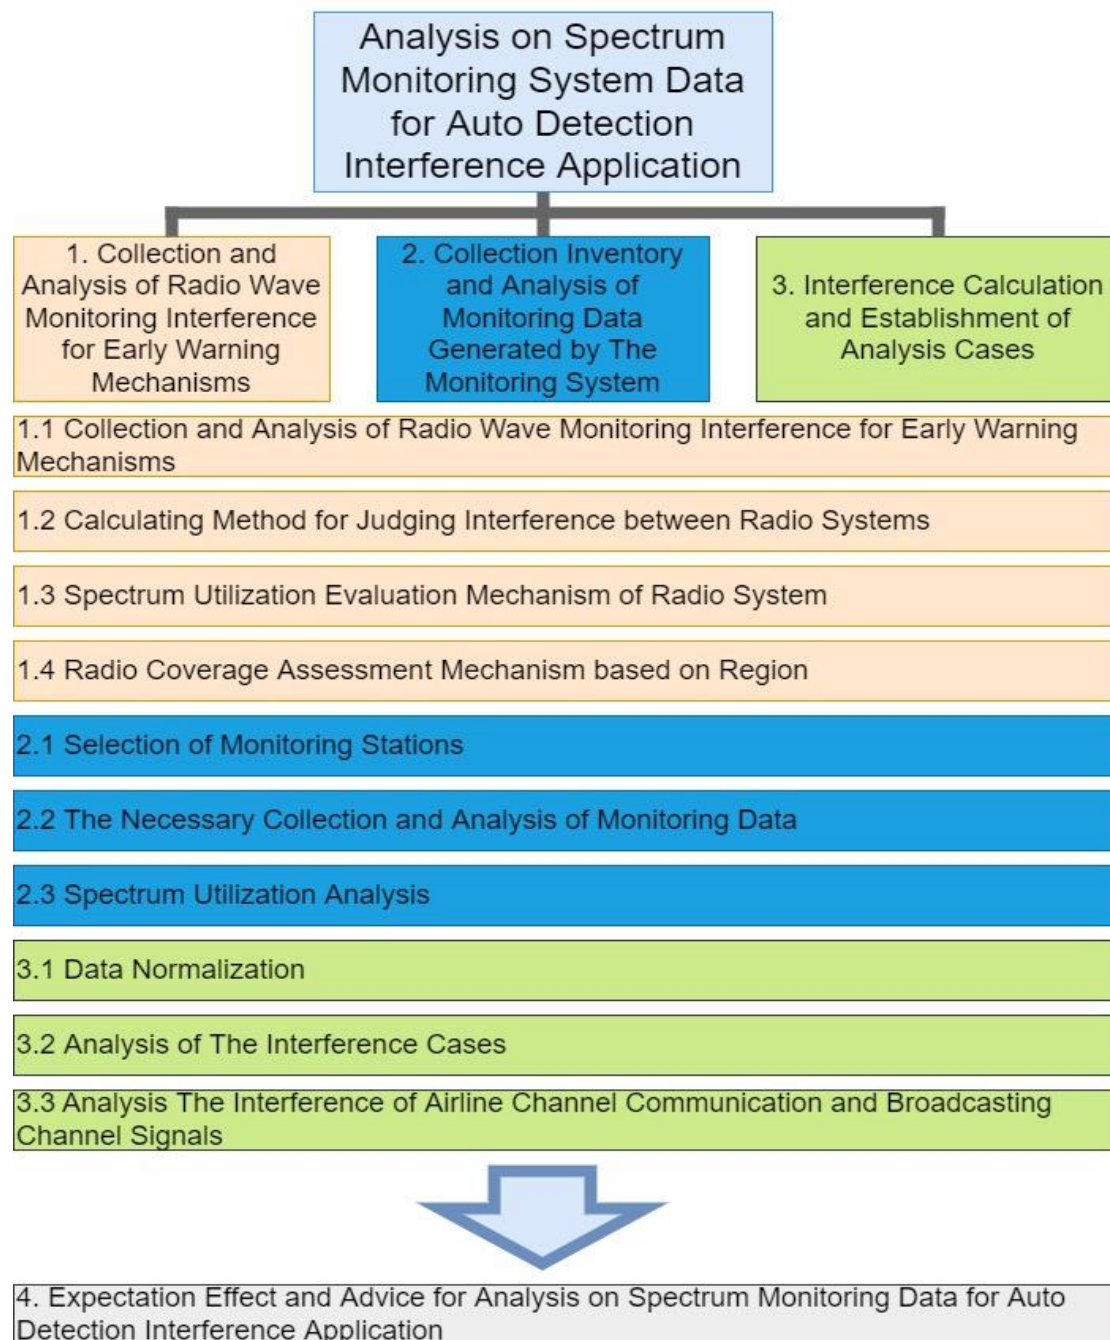 Analysis on Spectrum
Monitoring System Data
for Auto Detection
Interference Application
1. Collection and
Analysis of Radio Wave
Monitoring Interference
for Early Warning
Mechanisms
2. Collection Inventory
and Analysis of
Monitoring Data
Generated by The
Monitoring System
3. Interference Calculation
and Establishment of
Analysis Cases
1.1 Collection and Analysis of Radio Wave Monitoring Interference for Early Warning
Mechanisms
1.2 Calculating Method for Judging Interference between Radio Systems
1.3 Spectrum Utilization Evaluation Mechanism of Radio System
1.4 Radio Coverage Assessment Mechanism based on Region
2.1 Selection of Monitoring Stations
2.2 The Necessary Collection and Analysis of Monitoring Data
2.3 Spectrum Utilization Analysis
3.1 Data Normalization
3.2 Analysis of The Interference Cases
3.3 Analysis The Interference of Airline Channel Communication and Broadcasting
Channel Signals
4. Expectation Effect and Advice for Analysis on Spectrum Monitoring Data for Auto
Detection Interference Application